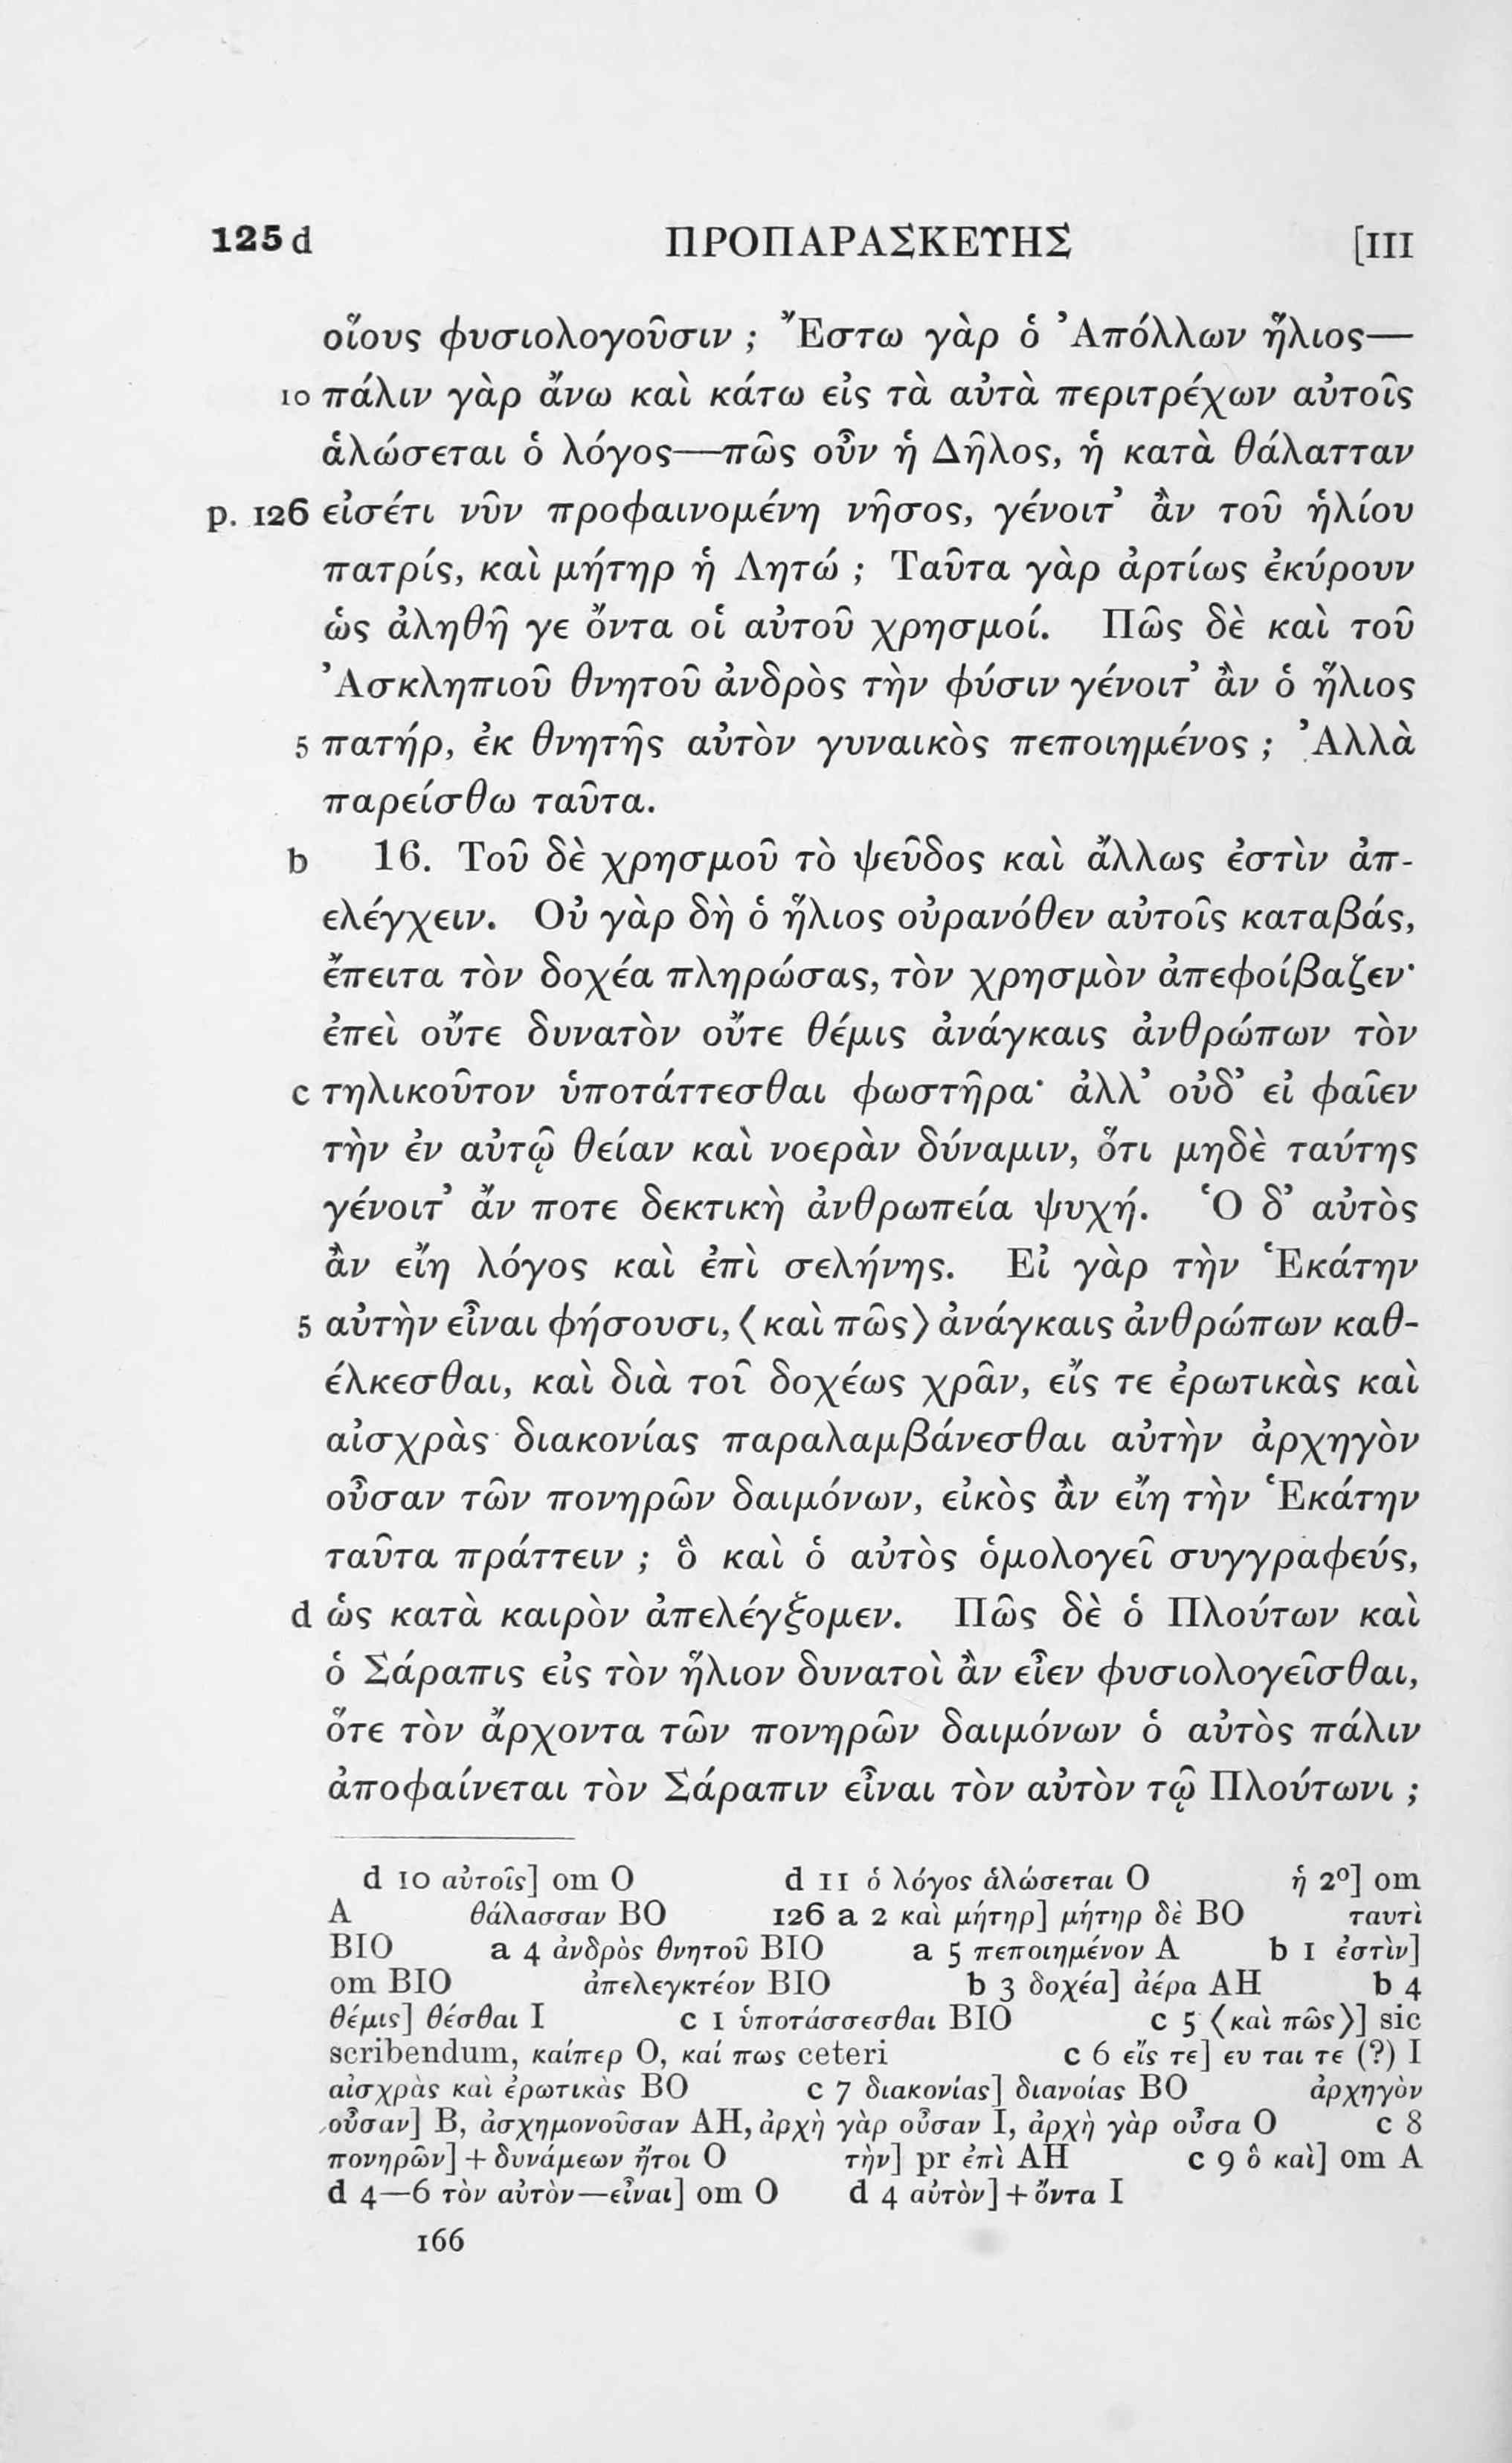 125 d ΠΡΟΠΑΡΑΣΚΕΥΗΣ [III
οἵους φυσιολογοῦσιν ; Ἔστω γὰρ ὁ Ἀπόλλων ἥλιος—
10 πάλιν γὰρ ἄνω καὶ κάτω εἰς τὰ αὐτὰ περιτρέχων αὐτοῖς
ἁλώσεται ὁ λόγος—πῶς οὖν ἡ Δῆλος, ἡ κατὰ θάλατταν
p. 126 εἰσέτι νῦν προφαινομένη νῆσος, γένοιτ’ ἂν τοῦ ἡλίου
πατρίς, καὶ μήτηρ ἡ Λητώ ; Ταῦτα γὰρ ἀρτίως ἐκύρουν
ὡς ἀληθῆ γε ὄντα οἱ αὐτοῦ χρησμοί. Πῶς δὲ καὶ τοῦ
Ἀσκληπιοῦ θνητοῦ ἀνδρὸς τὴν φύσιν γένοιτ’ ἂν ὁ ἥλιος
5 πατήρ, ἐκ θνητῆς αὐτὸν γυναικὸς πεποιημένος ; Ἀλλὰ
παρείσθω ταῦτα.
b 16. Τοῦ δὲ χρησμοῦ τὸ ψεῦδος καὶ ἄλλως ἐστὶν ἀπ-
ελέγχειν. Οὐ γὰρ δὴ ὁ ἥλιος οὐρανόθεν αὐτοῖς καταβάς,
ἔπειτα τὸν δοχέα πληρώσας, τὸν χρησμὸν ἀπεφοίβαζεν·
ἐπεὶ οὔτε δυνατὸν οὔτε θέμις ἀνάγκαις ἀνθρώπων τὸν
c τηλικοῦτον ὑποτάττεσθαι φωστῆρα· ἀλλ’ οὐδ’ εἰ φαῖεν
τὴν ἐν αὐτῷ θείαν καὶ νοερὰν δύναμιν, ὅτι μηδὲ ταύτης
γένοιτ’ ἄν ποτε δεκτικὴ ἀνθρωπεία ψυχή. Ὁ δ’ αὐτὸς
ἂν εἴη λόγος καὶ ἐπὶ σελήνης. Εἰ γὰρ τὴν Ἑκάτην
5 αὐτὴν εἶναι φήσουσι, ⟨καὶ πῶς⟩ ἀνάγκαις ἀνθρώπων καθ-
έλκεσθαι, καὶ διὰ τοῦ δοχέως χρᾶν, εἴς τε ἐρωτικὰς καὶ
αἰσχρὰς διακονίας παραλαμβάνεσθαι αὐτὴν ἀρχηγὸν
οὖσαν τῶν πονηρῶν δαιμόνων, εἰκὸς ἂν εἴη τὴν Ἑκάτην
ταῦτα πράττειν ; ὃ καὶ ὁ αὐτὸς ὁμολογεῖ συγγραφεύς,
d ὡς κατὰ καιρὸν ἀπελέγξομεν. Πῶς δὲ ὁ Πλούτων καὶ
ὁ Σάραπις εἰς τὸν ἥλιον δυνατοὶ ἂν εἶεν φυσιολογεῖσθαι,
ὅτε τὸν ἄρχοντα τῶν πονηρῶν δαιμόνων ὁ αὐτὸς πάλιν
ἀποφαίνεται τὸν Σάραπιν εἶναι τὸν αὐτὸν τῷ Πλούτωνι ;
d 10 αὐτοῖς] om O d 11 ὁ λόγος ἁλώσεται O ἡ 2º] om
A θάλασσαν BO 126 a 2 καὶ μήτηρ] μήτηρ δὲ BO ταυτὶ
BIO a 4 ἀνδρὸς θνητοῦ BIO a 5 πεποιημένον A b 1 ἐστὶν]
om BIO ἀπελεγκτέον BIO b 3 δοχέα] ἀέρα AH b 4
θέμις] θέσθαι I c 1 ὑποτάσσεσθαι BIO c 5 ⟨καὶ πῶς⟩] sic
scribendum, καίπερ O, καί πως ceteri c 6 εἴς τε] ευ ται τε (?) I
αἰσχρὰς καὶ ἐρωτικὰς BO c 7 διακονίας] διανοίας BO ἀρχηγὸν
οὖσαν] B, ἀσχημονοῦσαν AH, ἀρχὴ γὰρ οὖσαν I, ἀρχὴ γὰρ οὖσα O c 8
πονηρῶν] + δυνάμεων ἤτοι O τὴν] pr ἐπὶ AH c 9 ὃ καὶ] om A
d 4—6 τὸν αὐτὸν—εἶναι] om O d 4 αὐτὸν] + ὄντα I
166